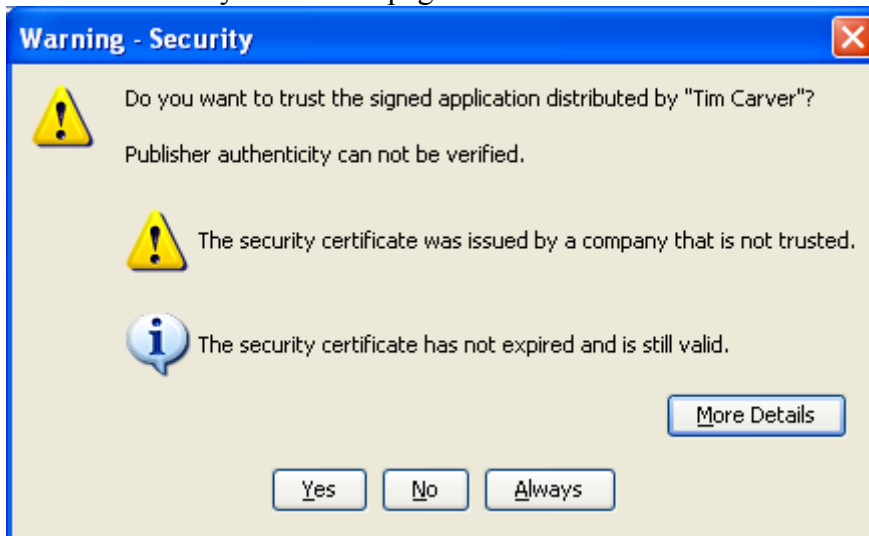 Warning - Security
Do you want to trust the signed application distributed by "Tim Carver"?
Publisher authenticity can not be verified.
The security certificate was issued by a company that is not trusted.
The security certificate has not expired and is still valid.
More Details
Yes No Always